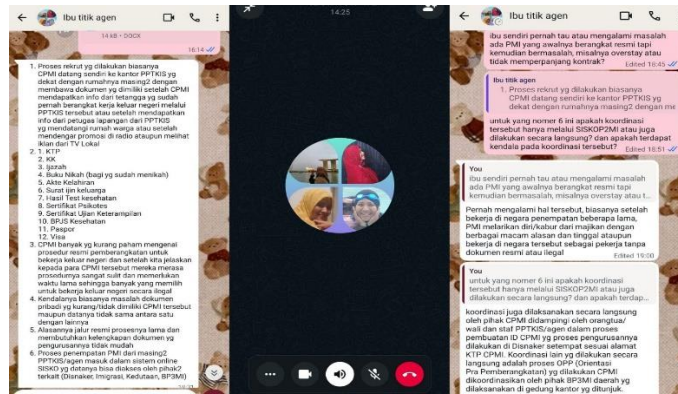 Ibu titik agen
14 AB • DOCX
16:14
1. Proses rekrut yg dilakukan biasanya
CPMI datang sendiri ke kantor PPTKIS yg
dekat dengan rumahnya masing2 dengan
membawa dokumen yg dimiliki setelah CPMI
mendapatkan info dari tetangga yg sudah
pernah berangkat kerja keluar negeri melalui
PPTKIS tersebut atau setelah mendapatkan
info dari petugas lapangan dari PPTKIS
yg mendatangi rumah warga atau setelah
mendengar promosi di radio ataupun melihat
iklan dari TV Lokal
2. 1. KTP
2. KK
3. Ijazah
4. Buku Nikah (bagi yg sudah menikah)
5. Akte Kelahiran
6. Surat ijin keluarga
7. Hasil Test kesehatan
8. Sertifikat Psikotes
9. Sertifikat Ujian Keterampilan
10. BPJS Kesehatan
11. Paspor
12. Visa
3. CPMI banyak yg kurang paham mengenai
prosedur resmi pemberangkatan untuk
bekerja keluar negeri dan setelah kita jelaskan
kepada para CPMI tersebut mereka merasa
prosedurnya sangat sulit dan memerlukan
waktu lama sehingga banyak yang memilih
untuk bekerja keluar negeri secara ilegal
4. Kendalanya biasanya masalah dokumen
pribadi yg kurang/tidak dimiliki CPMI tersebut
maupun datanya tidak sama antara satu
dengan lainnya
5. Alasannya jalur resmi prosesnya lama dan
membutuhkan kelengkapan dokumen yg
pengurusannya tidak mudah
6. Proses penempatan PMI dari masing2
PPTKIS/agen masuk dalam sistem online
SISKO yg datanya bisa diakses oleh pihak2
terkait (Disnaker, Imigrasi, Kedutaan, BP3MI)
14:25
Ibu titik agen
ibu sendiri pernah tau atau mengalami masalah
ada PMI yang awalnya berangkat resmi tapi
kemudian bermasalah, misalnya overstay atau
tidak memperpanjang kontrak?
Edited 18:45
Ibu titik agen
1. Proses rekrut yg dilakukan biasanya
CPMI datang sendiri ke kantor PPTKIS yg
dekat dengan rumahnya masing2 dengan me
untuk yang nomer 6 ini apakah koordinasi
tersebut hanya melalui SISKOP2MI atau juga
dilakukan secara langsung? dan apakah terdapat
kendala pada koordinasi tersebut?
Edited 18:51
You
ibu sendiri pernah tau atau mengalami masalah
ada PMI yang awalnya berangkat resmi tapi
kemudian bermasalah, misalnya overstay atau t...
Pernah mengalami hal tersebut, biasanya setelah
bekerja di negara penempatan beberapa lama,
PMI melarikan diri/kabur dari majikan dengan
berbagai macam alasan dan tinggal ataupun
bekerja di negara tersebut sebagai pekerja tanpa
dokumen resmi atau ilegal
Edited 19:00
You
untuk yang nomer 6 ini apakah koordinasi
tersebut hanya melalui SISKOP2MI atau juga
dilakukan secara langsung? dan apakah terdap...
koordinasi juga dilaksanakan secara langsung
oleh pihak CPMI didampingi oleh orangtua/
wali dan staf PPTKIS/agen dalam proses
pembuatan ID CPMI yg proses pengurusannya
dilakukan di Disnaker setempat sesuai alamat
KTP CPMI. Koordinasi lain yg dilakukan secara
langsung adalah proses OPP (Orientasi
Pra Pemberangkatan) yg dilakukan CPMI
dikoordinasikan oleh pihak BP3MI daerah yg
dilaksanakan di gedung kantor yg ditunjuk.